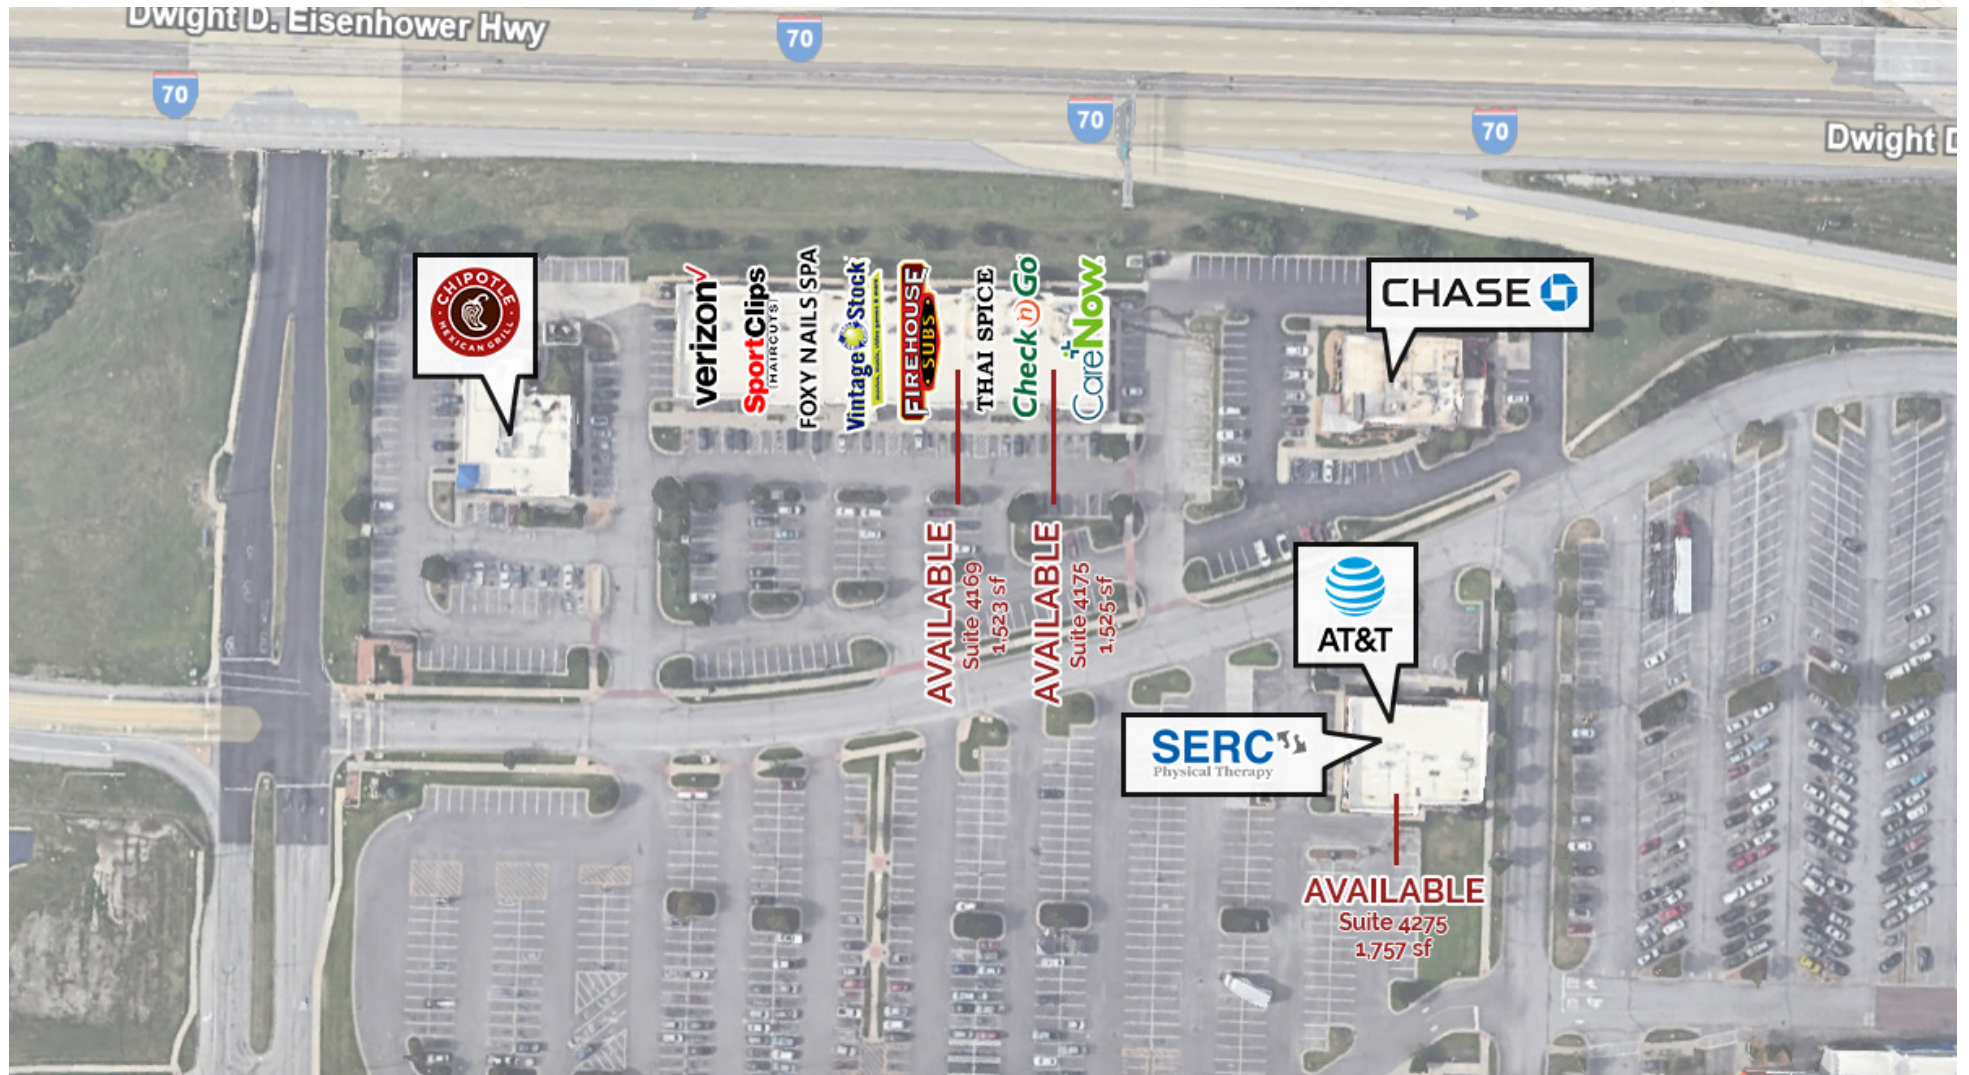 Dwight D. Eisenhower Hwy
70
70
70
70
Dwight D
CHIPOTLE
MEXICAN GRILL
verizon
SportClips
HAIRCUTS
FOXY NAILS SPA
Vintage Stock
FIREHOUSE
SUBS
THAI SPICE
Check 'n Go
CareNow
CHASE
AVAILABLE
Suite 4169
1,523 sf
AVAILABLE
Suite 4175
1,525 sf
AT&T
SERC
Physical Therapy
AVAILABLE
Suite 4275
1,757 sf